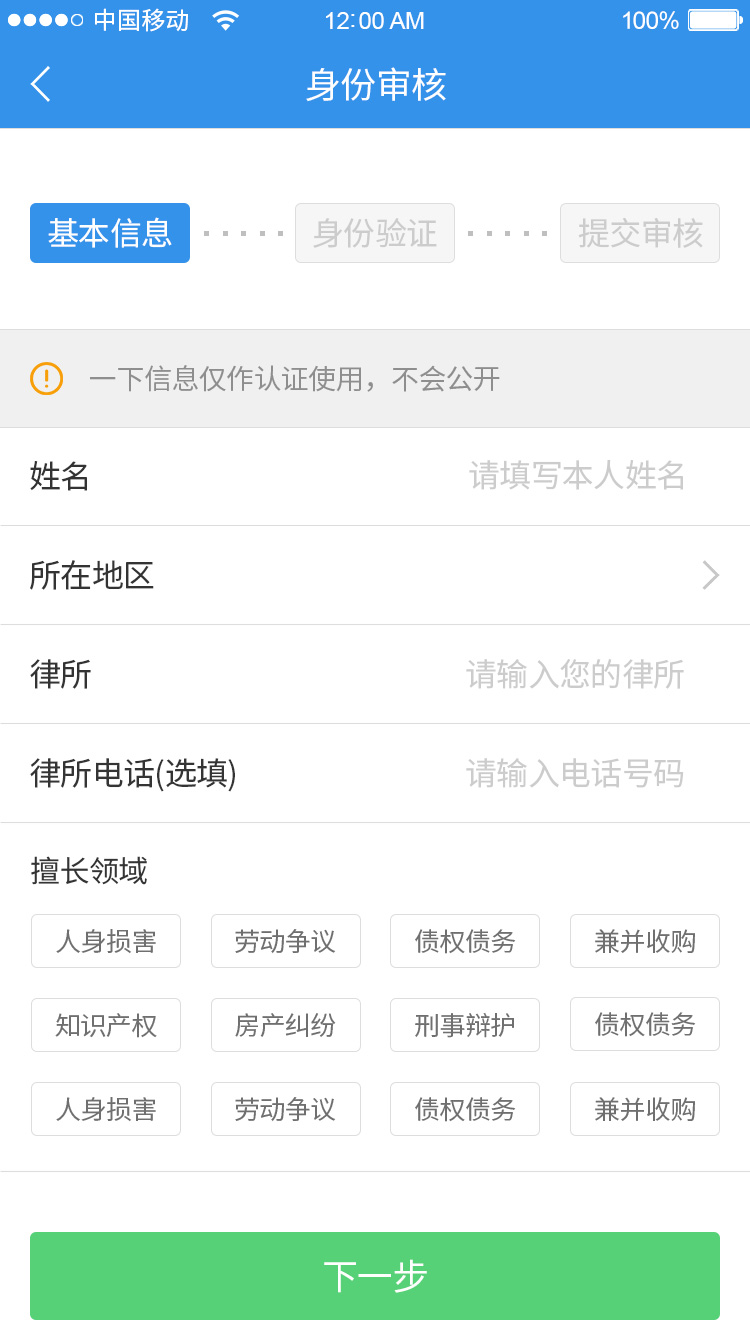 中国移动 12:00 AM 100%
身份审核
基本信息 身份验证 提交审核
一下信息仅作认证使用，不会公开
姓名 请填写本人姓名
所在地区
律所 请输入您的律所
律所电话(选填) 请输入电话号码
擅长领域
人身损害 劳动争议 债权债务 兼并收购
知识产权 房产纠纷 刑事辩护 债权债务
人身损害 劳动争议 债权债务 兼并收购
下一步